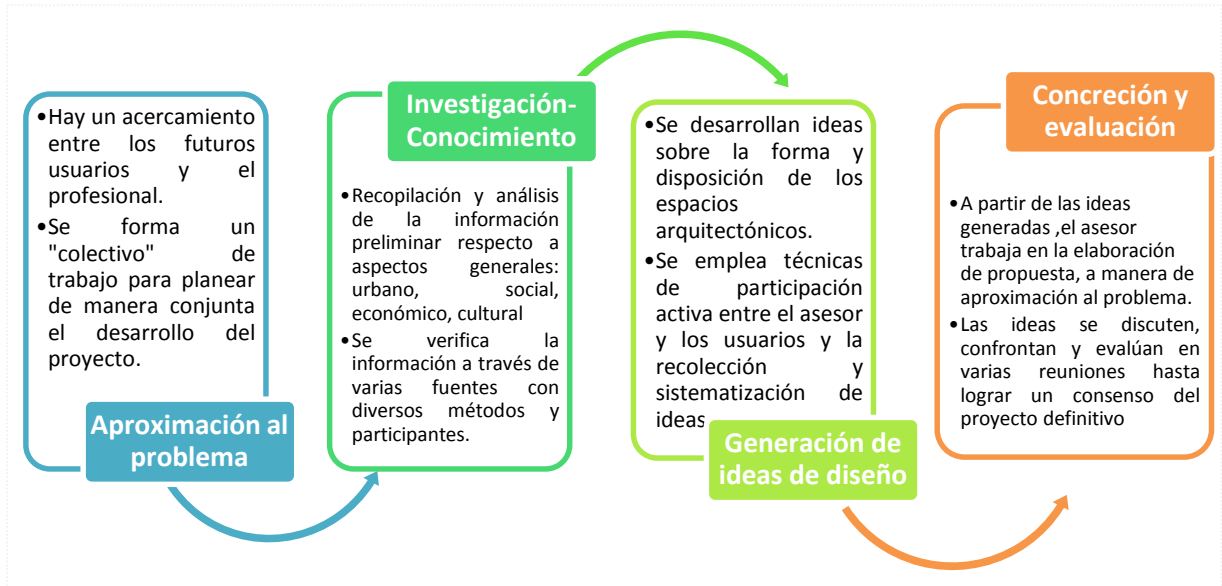 •Hay un acercamiento
entre los futuros
usuarios y el
profesional.
•Se forma un
"colectivo" de
trabajo para planear
de manera conjunta
el desarrollo del
proyecto.
Aproximación al
problema
Investigación-
Conocimiento
•Recopilación y análisis
de la información
preliminar respecto a
aspectos generales:
urbano, social,
económico, cultural
•Se verifica la
información a través de
varias fuentes con
diversos métodos y
participantes.
•Se desarrollan ideas
sobre la forma y
disposición de los
espacios
arquitectónicos.
•Se emplea técnicas
de participación
activa entre el asesor
y los usuarios y la
recolección y
sistematización de
ideas
Generación de
ideas de diseño
Concreción y
evaluación
•A partir de las ideas
generadas ,el asesor
trabaja en la elaboración
de propuesta, a manera de
aproximación al problema.
•Las ideas se discuten,
confrontan y evalúan en
varias reuniones hasta
lograr un consenso del
proyecto definitivo